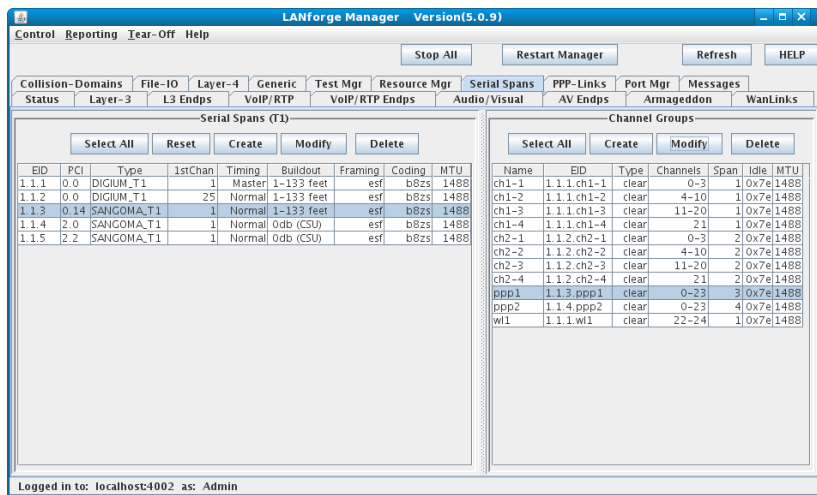 LANforge Manager Version(5.0.9)
Control Reporting Tear-Off Help
Stop All Restart Manager Refresh HELP
Collision-Domains File-IO Layer-4 Generic Test Mgr Resource Mgr Serial Spans PPP-Links Port Mgr Messages
Status Layer-3 L3 Endps VoIP/RTP VoIP/RTP Endps Audio/Visual AV Endps Armageddon WanLinks
Serial Spans (T1)
Select All Reset Create Modify Delete
EID PCI Type 1stChan Timing Buildout Framing Coding MTU
1.1.1 0.0 DIGIUM_T1 1 Master 1-133 feet esf b8zs 1488
1.1.2 0.0 DIGIUM_T1 25 Normal 1-133 feet esf b8zs 1488
1.1.3 0.14 SANGOMA_T1 1 Normal 1-133 feet esf b8zs 1488
1.1.4 2.0 SANGOMA_T1 1 Normal 0db (CSU) esf b8zs 1488
1.1.5 2.2 SANGOMA_T1 1 Normal 0db (CSU) esf b8zs 1488
Channel Groups
Select All Create Modify Delete
Name EID Type Channels Span Idle MTU
ch1-1 1.1.1.ch1-1 clear 0-3 1 0x7e 1488
ch1-2 1.1.1.ch1-2 clear 4-10 1 0x7e 1488
ch1-3 1.1.1.ch1-3 clear 11-20 1 0x7e 1488
ch1-4 1.1.1.ch1-4 clear 21 1 0x7e 1488
ch2-1 1.1.2.ch2-1 clear 0-3 2 0x7e 1488
ch2-2 1.1.2.ch2-2 clear 4-10 2 0x7e 1488
ch2-3 1.1.2.ch2-3 clear 11-20 2 0x7e 1488
ch2-4 1.1.2.ch2-4 clear 21 2 0x7e 1488
ppp1 1.1.3.ppp1 clear 0-23 3 0x7e 1488
ppp2 1.1.4.ppp2 clear 0-23 4 0x7e 1488
wl1 1.1.1.wl1 clear 22-24 1 0x7e 1488
Logged in to: localhost:4002 as: Admin